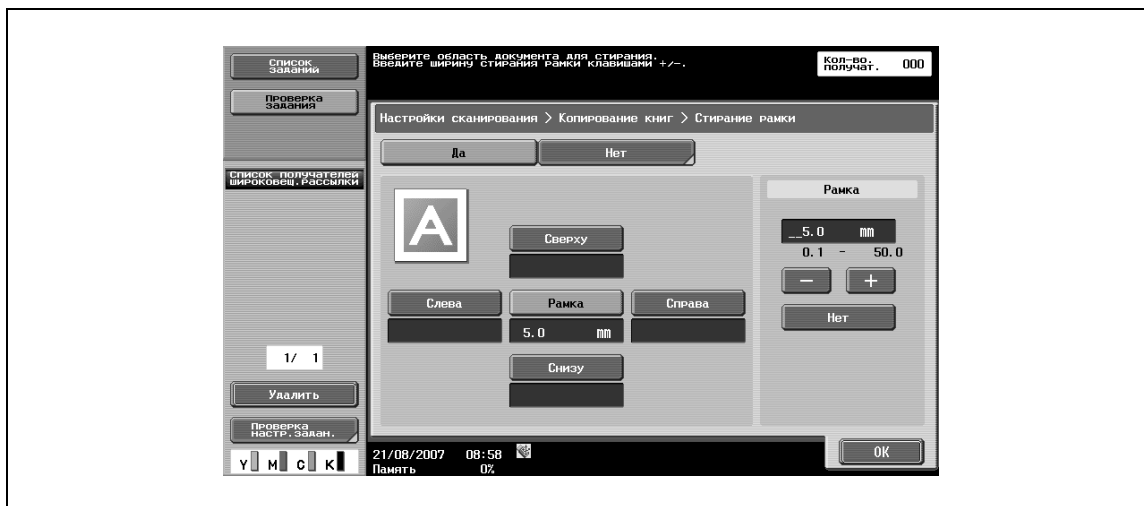 Список
заданий
Проверка
задания
Список получателей
широковещ.рассылки
1/ 1
Удалить
Проверка
настр.задан.
Y M C K
Выберите область документа для стирания.
Введите ширину стирания рамки клавишами +/-.
Кол-во.
получат. 000
Настройки сканирования > Копирование книг > Стирание рамки
Да Нет
A
Сверху
Слева Рамка Справа
5.0 mm
Снизу
Рамка
__5.0 mm
0.1 - 50.0
− +
Нет
21/08/2007 08:58
Память 0%
OK